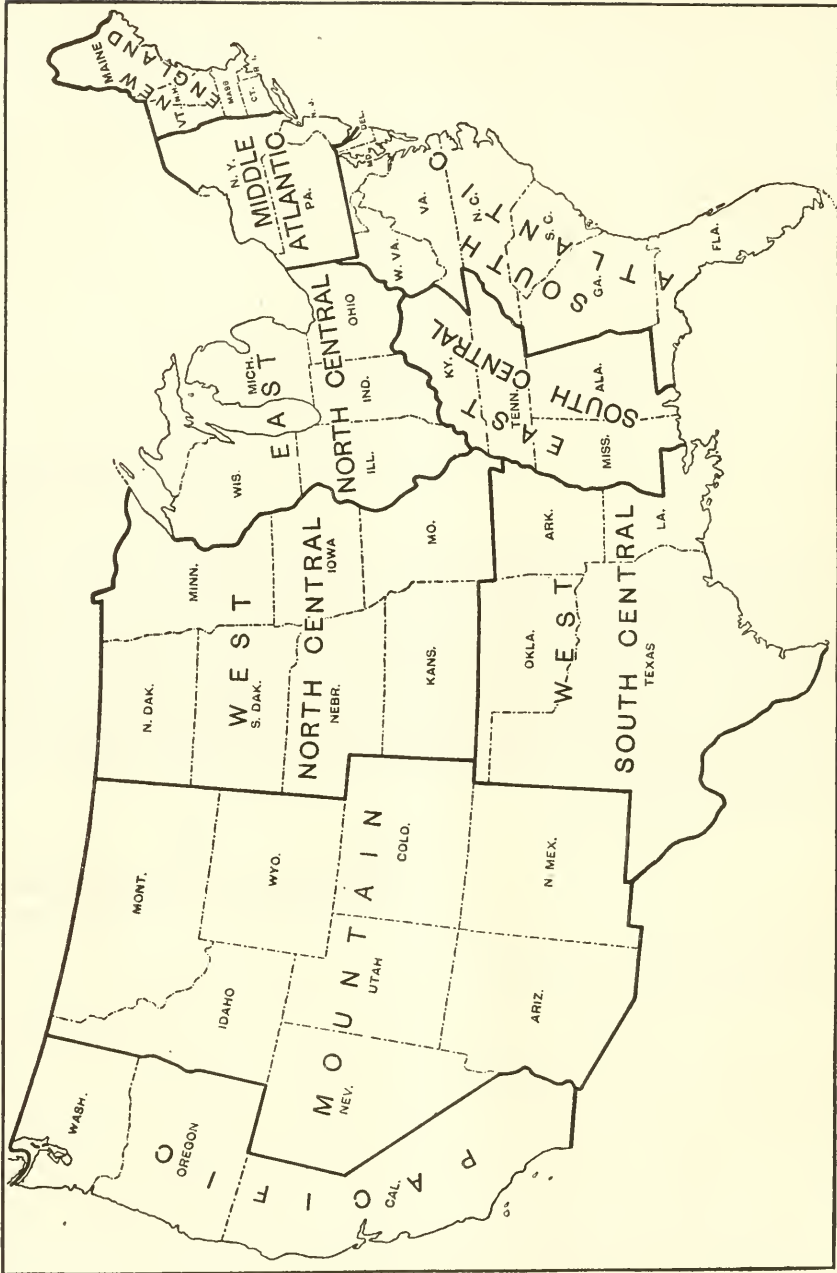 WASH.
OREGON
CAL.
PACIFIC
MONT.
IDAHO
WYO.
NEV.
UTAH
COLO.
ARIZ.
N. MEX.
MOUNTAIN
N. DAK.
S. DAK.
NEBR.
KANS.
MINN.
IOWA
MO.
WEST
NORTH CENTRAL
OKLA.
ARK.
TEXAS
LA.
WEST
SOUTH CENTRAL
WIS.
MICH.
ILL.
IND.
OHIO
EAST
NORTH CENTRAL
KY.
TENN.
MISS.
ALA.
EAST
SOUTH CENTRAL
N. Y.
PA.
N. J.
MIDDLE
ATLANTIC
MAINE
VT.
N.H.
MASS
CT.
R. I.
NEW
ENGLAND
DEL.
MD.
W. VA.
VA.
N. C.
S. C.
GA.
FLA.
SOUTH
ATLANTIC